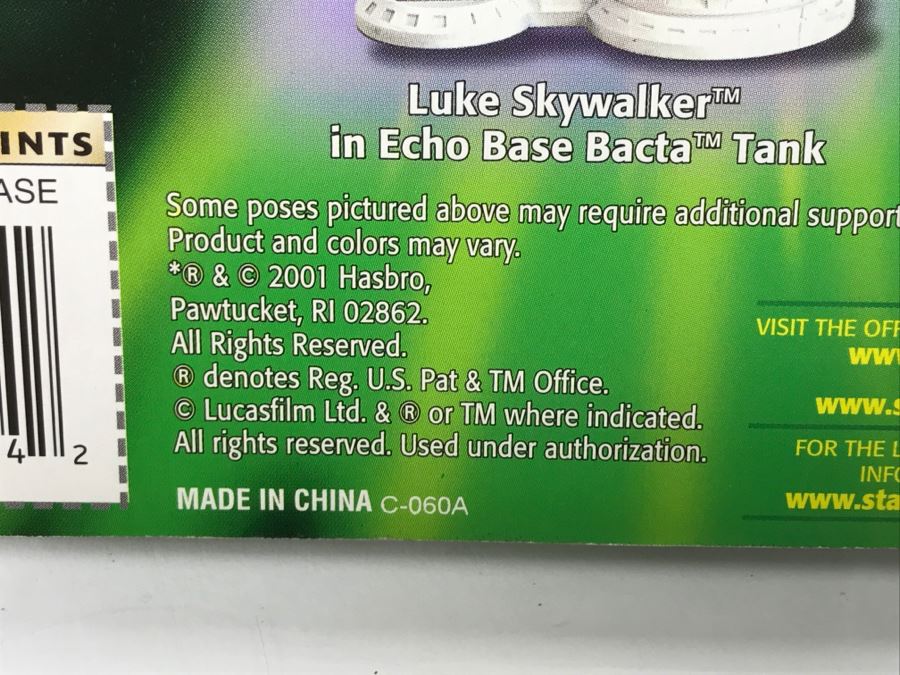 Luke Skywalker™
in Echo Base Bacta™ Tank
INTS
ASE
4 2
Some poses pictured above may require additional support
Product and colors may vary.
*® & © 2001 Hasbro,
Pawtucket, RI 02862.
All Rights Reserved.
® denotes Reg. U.S. Pat & TM Office.
© Lucasfilm Ltd. & ® or TM where indicated.
All rights reserved. Used under authorization.
MADE IN CHINA C-060A
VISIT THE OFF
www
www.s
FOR THE L
INFO
www.sta